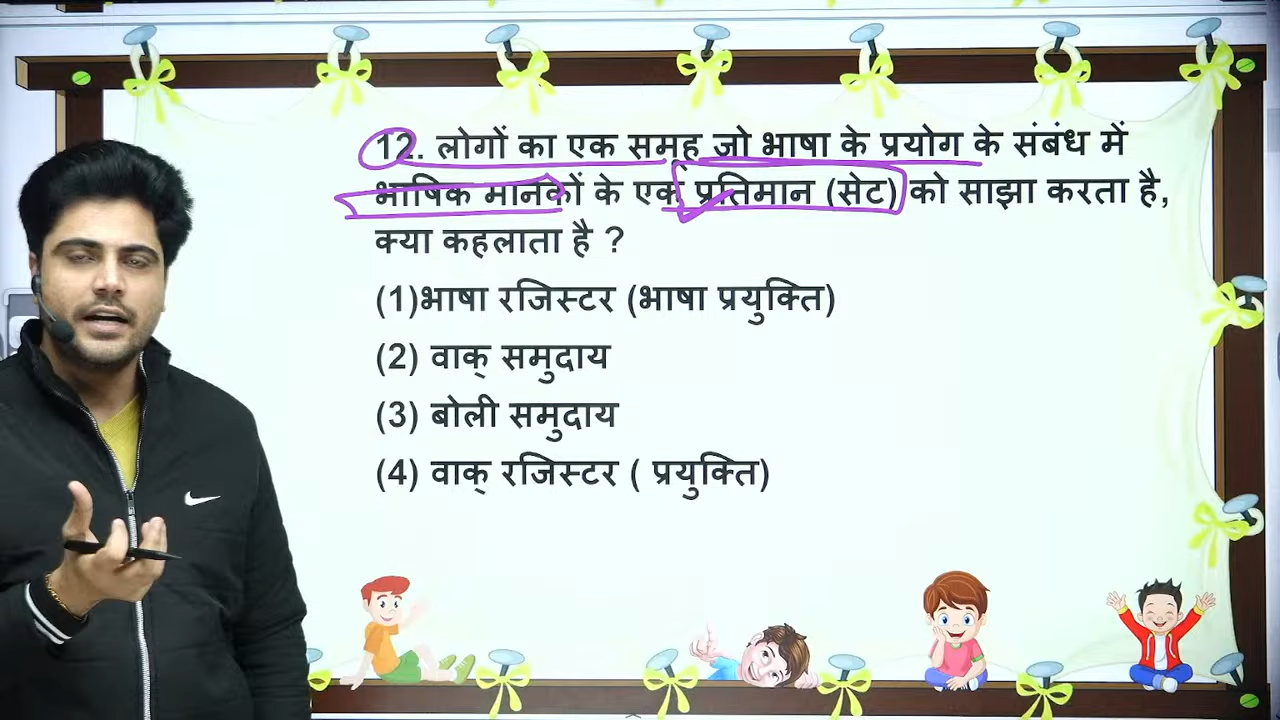 12. लोगों का एक समूह जो भाषा के प्रयोग के संबंध में
भाषिक मानकों के एक प्रतिमान (सेट) को साझा करता है,
क्या कहलाता है ?
(1)भाषा रजिस्टर (भाषा प्रयुक्ति)
(2) वाक् समुदाय
(3) बोली समुदाय
(4) वाक् रजिस्टर ( प्रयुक्ति)